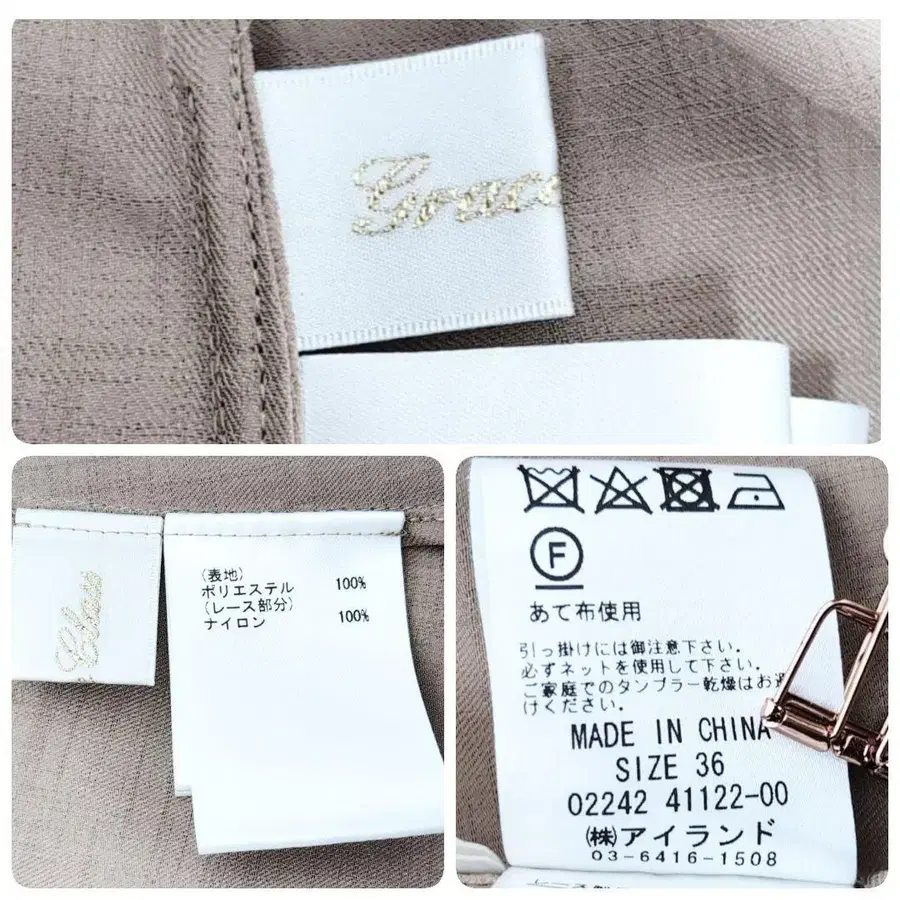 Grace
Class
(表地)
ポリエステル 100%
(レース部分)
ナイロン 100%
F
あて布使用
引っ掛けには御注意下さい。
必ずネットを使用して下さい。
ご家庭でのタンブラー乾燥はお避
けください。
MADE IN CHINA
SIZE 36
02242 41122-00
(株)アイランド
03-6416-1508